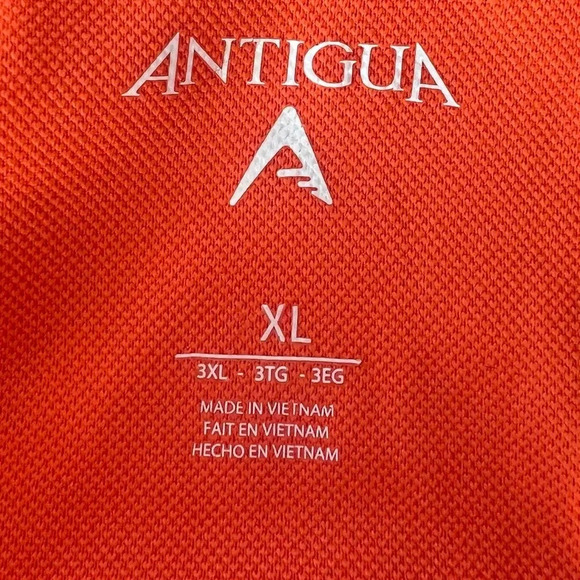 ANTIGUA
XL
3XL - 3TG - 3EG
MADE IN VIETNAM
FAIT EN VIETNAM
HECHO EN VIETNAM